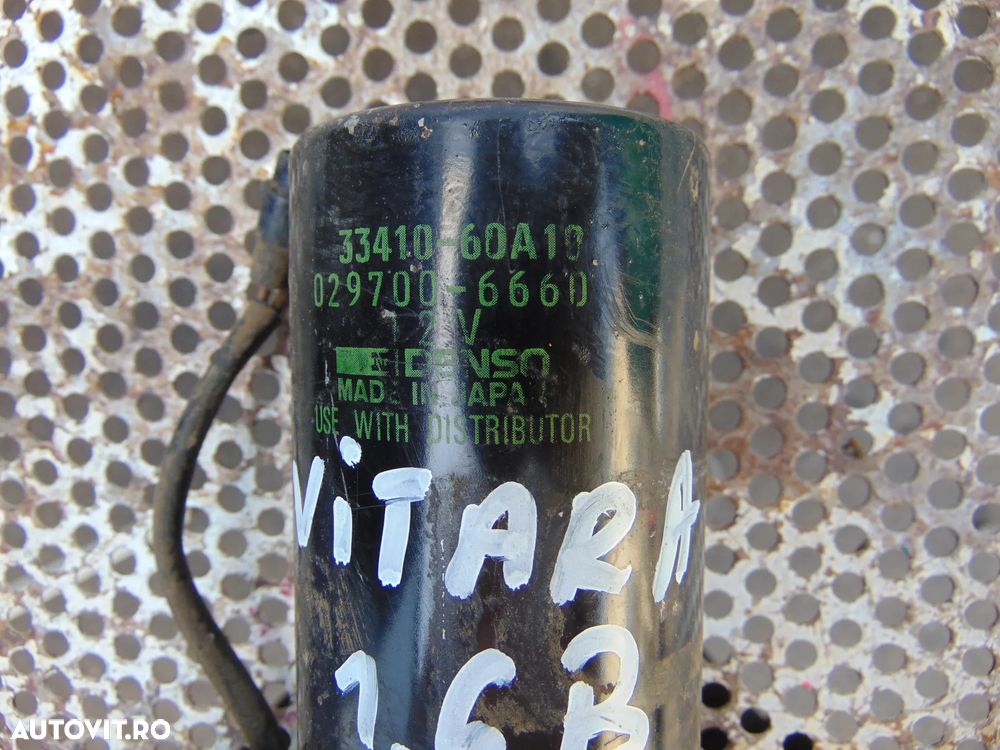 33410-60A10
029700-6660
12V
DENSO
MADE IN JAPAN
USE WITH DISTRIBUTOR
VITARA
1.6B
AUTOVIT.RO